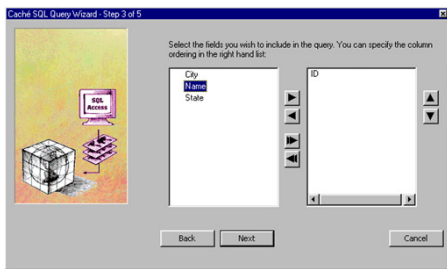 Caché SQL Query Wizard - Step 3 of 5
Select the fields you wish to include in the query. You can specify the column
ordering in the right hand list:
SQL
Access
City
Name
State
ID
Back
Next
Cancel